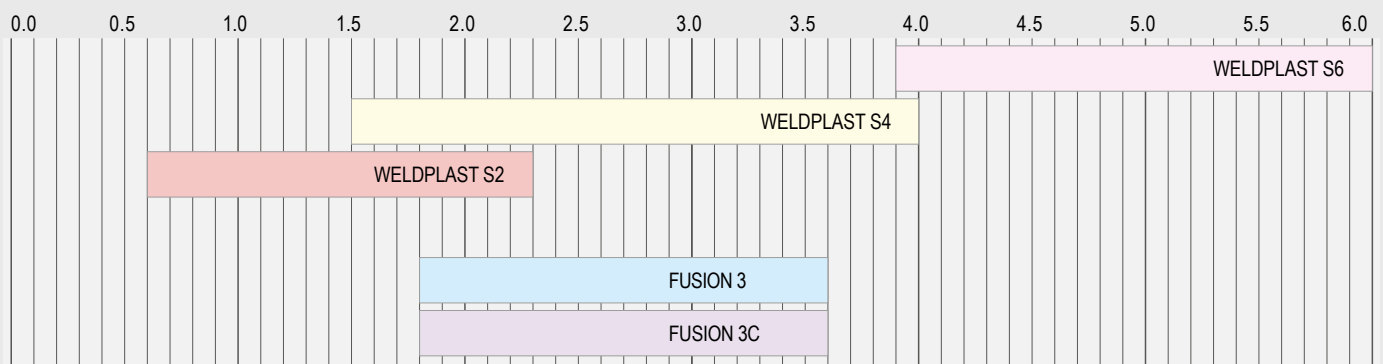 0.0 0.5 1.0 1.5 2.0 2.5 3.0 3.5 4.0 4.5 5.0 5.5 6.0
WELDPLAST S6
WELDPLAST S4
WELDPLAST S2
FUSION 3
FUSION 3C